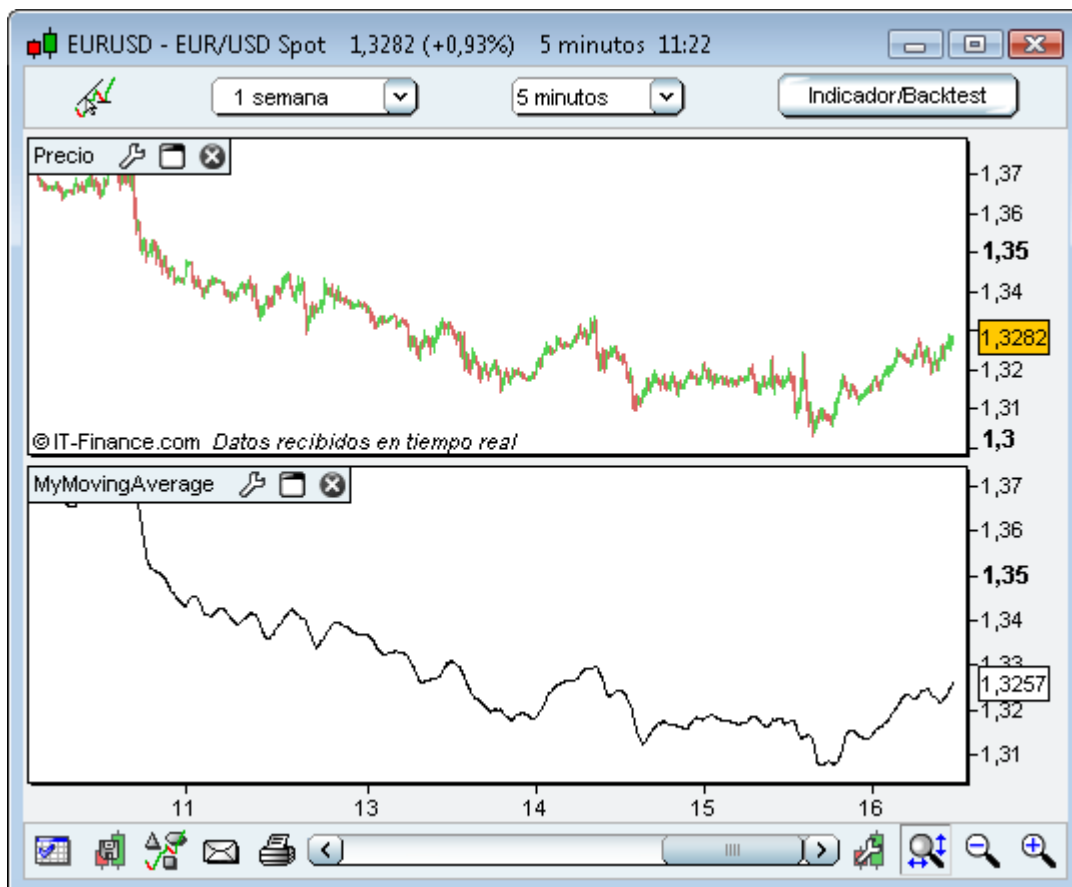 EURUSD - EUR/USD Spot 1,3282 (+0,93%) 5 minutos 11:22
1 semana 5 minutos Indicador/Backtest
Precio
1,37
1,36
1,35
1,34
1,3282
1,32
1,31
1,3
© IT-Finance.com Datos recibidos en tiempo real
MyMovingAverage
1,37
1,36
1,35
1,34
1,33
1,3257
1,32
1,31
11 13 14 15 16